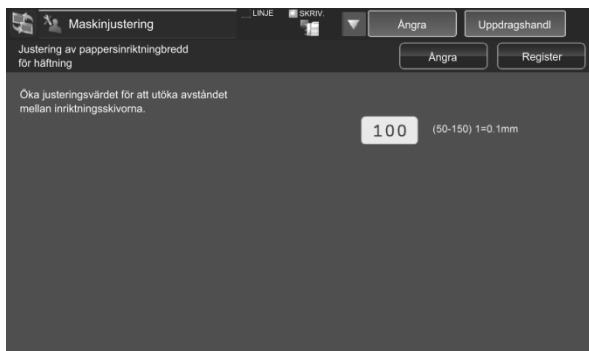 Maskinjustering
LINJE
SKRIV.
Ångra
Uppdragshandl
Justering av pappersinriktningbredd
för häftning
Ångra
Register
Öka justeringsvärdet för att utöka avståndet
mellan inriktningsskivorna.
100
(50-150) 1=0.1mm